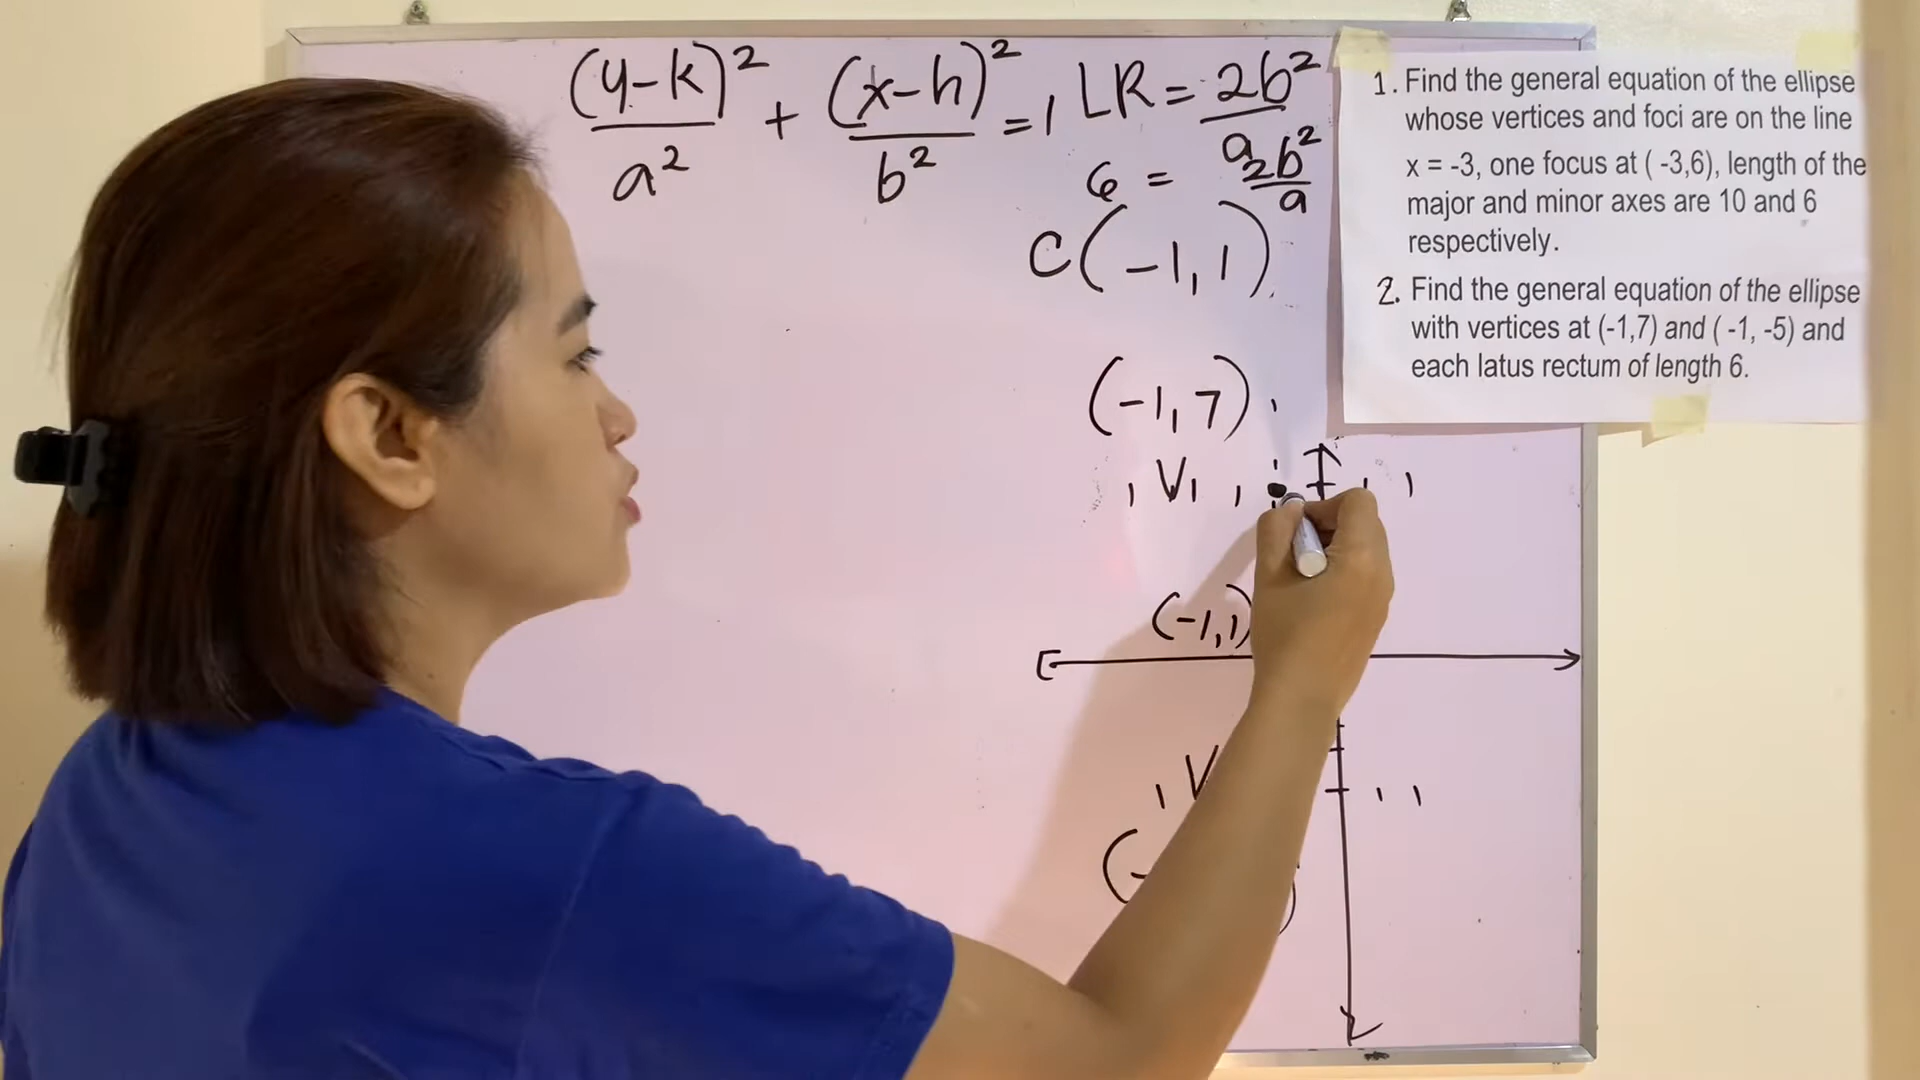 (y-k)² / a² + (x-h)² / b² = 1
LR = 2b² / a
6 = 2b² / a
C(-1, 1)
(-1, 7)
V
(-1, 1)
V
(-
)
1. Find the general equation of the ellipse
whose vertices and foci are on the line
x = -3, one focus at ( -3,6), length of the
major and minor axes are 10 and 6
respectively.
2. Find the general equation of the ellipse
with vertices at (-1,7) and ( -1, -5) and
each latus rectum of length 6.